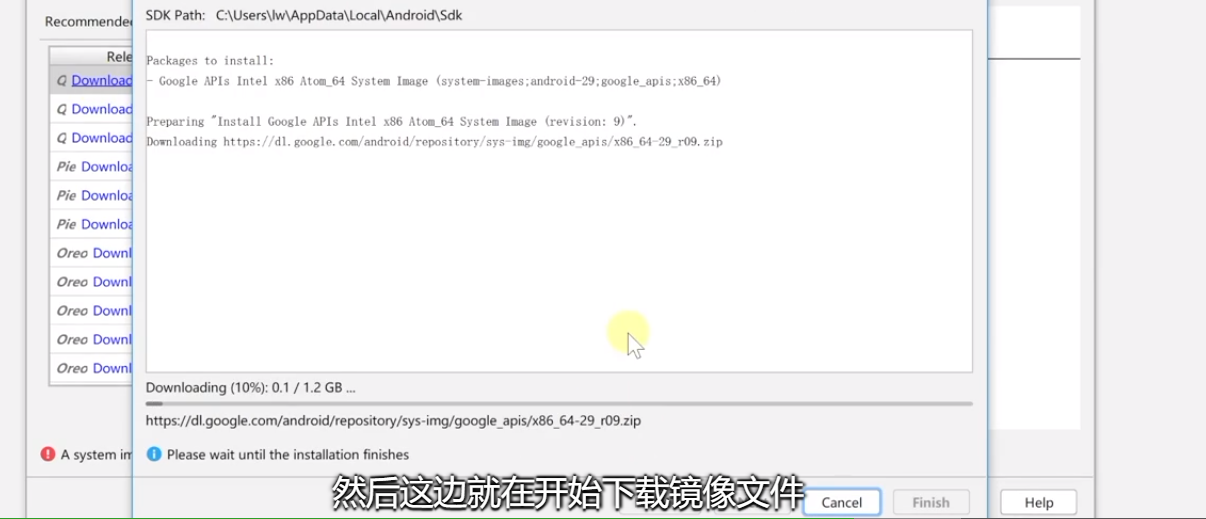 SDK Path: C:\Users\lw\AppData\Local\Android\Sdk
Recommended
Packages to install:
- Google APIs Intel x86 Atom_64 System Image (system-images;android-29;google_apis;x86_64)
Preparing "Install Google APIs Intel x86 Atom_64 System Image (revision: 9)".
Downloading https://dl.google.com/android/repository/sys-img/google_apis/x86_64-29_r09.zip
Rele
Q Download
Q Download
Q Download
Pie Downloa
Pie Downloa
Pie Downloa
Oreo Downl
Oreo Downl
Oreo Downl
Oreo Downl
Oreo Downl
Downloading (10%): 0.1 / 1.2 GB ...
https://dl.google.com/android/repository/sys-img/google_apis/x86_64-29_r09.zip
A system im
Please wait until the installation finishes
然后这边就在开始下载镜像文件
Cancel
Finish
Help